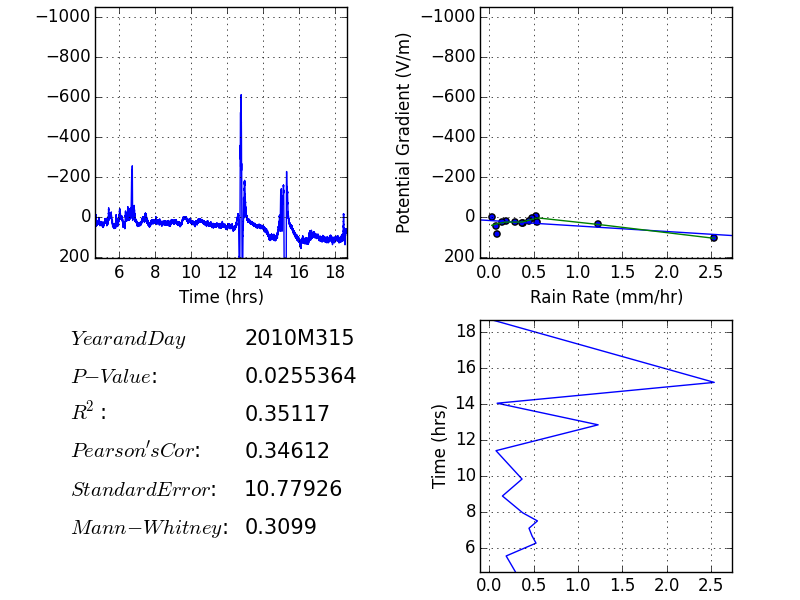 −1000
−800
−600
−400
−200
0
200
6 8 10 12 14 16 18
Time (hrs)
Potential Gradient (V/m)
−1000
−800
−600
−400
−200
0
200
0.0 0.5 1.0 1.5 2.0 2.5
Rain Rate (mm/hr)
YearandDay 2010M315
P−Value: 0.0255364
R²: 0.35117
Pearson'sCor: 0.34612
StandardError: 10.77926
Mann−Whitney: 0.3099
Time (hrs)
18
16
14
12
10
8
6
0.0 0.5 1.0 1.5 2.0 2.5